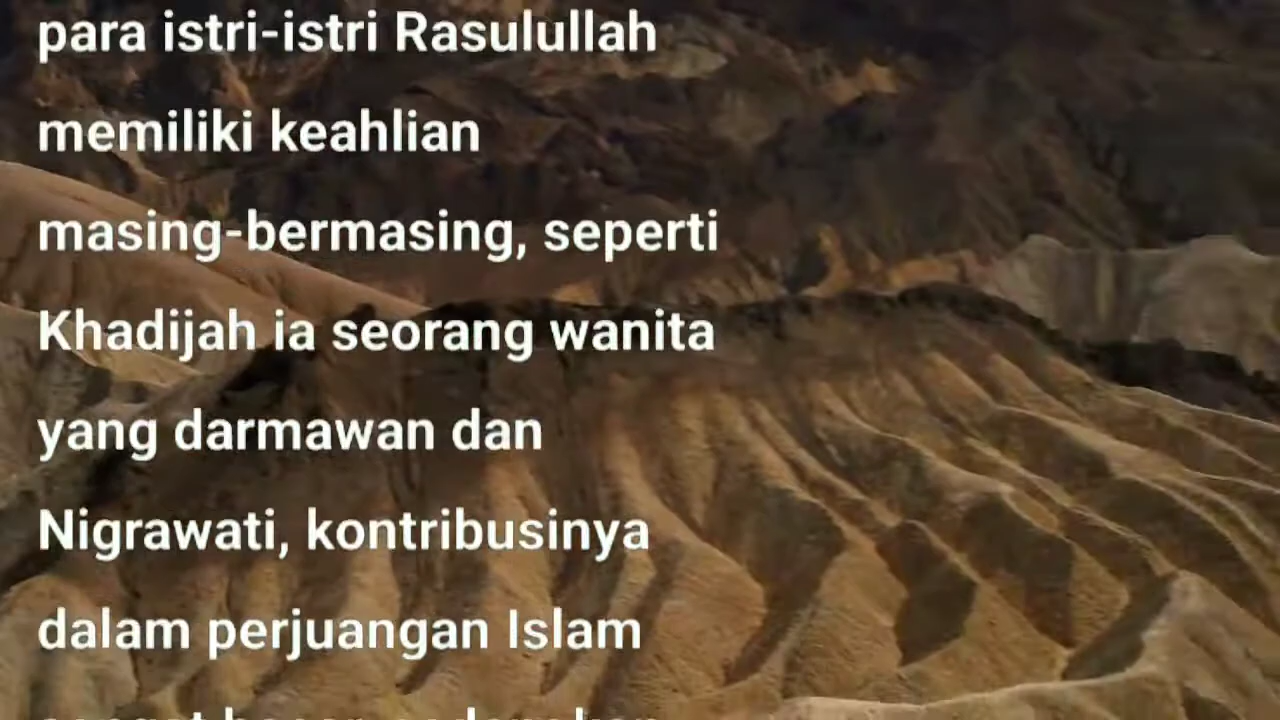 para istri-istri Rasulullah
memiliki keahlian
masing-bermasing, seperti
Khadijah ia seorang wanita
yang darmawan dan
Nigrawati, kontribusinya
dalam perjuangan Islam